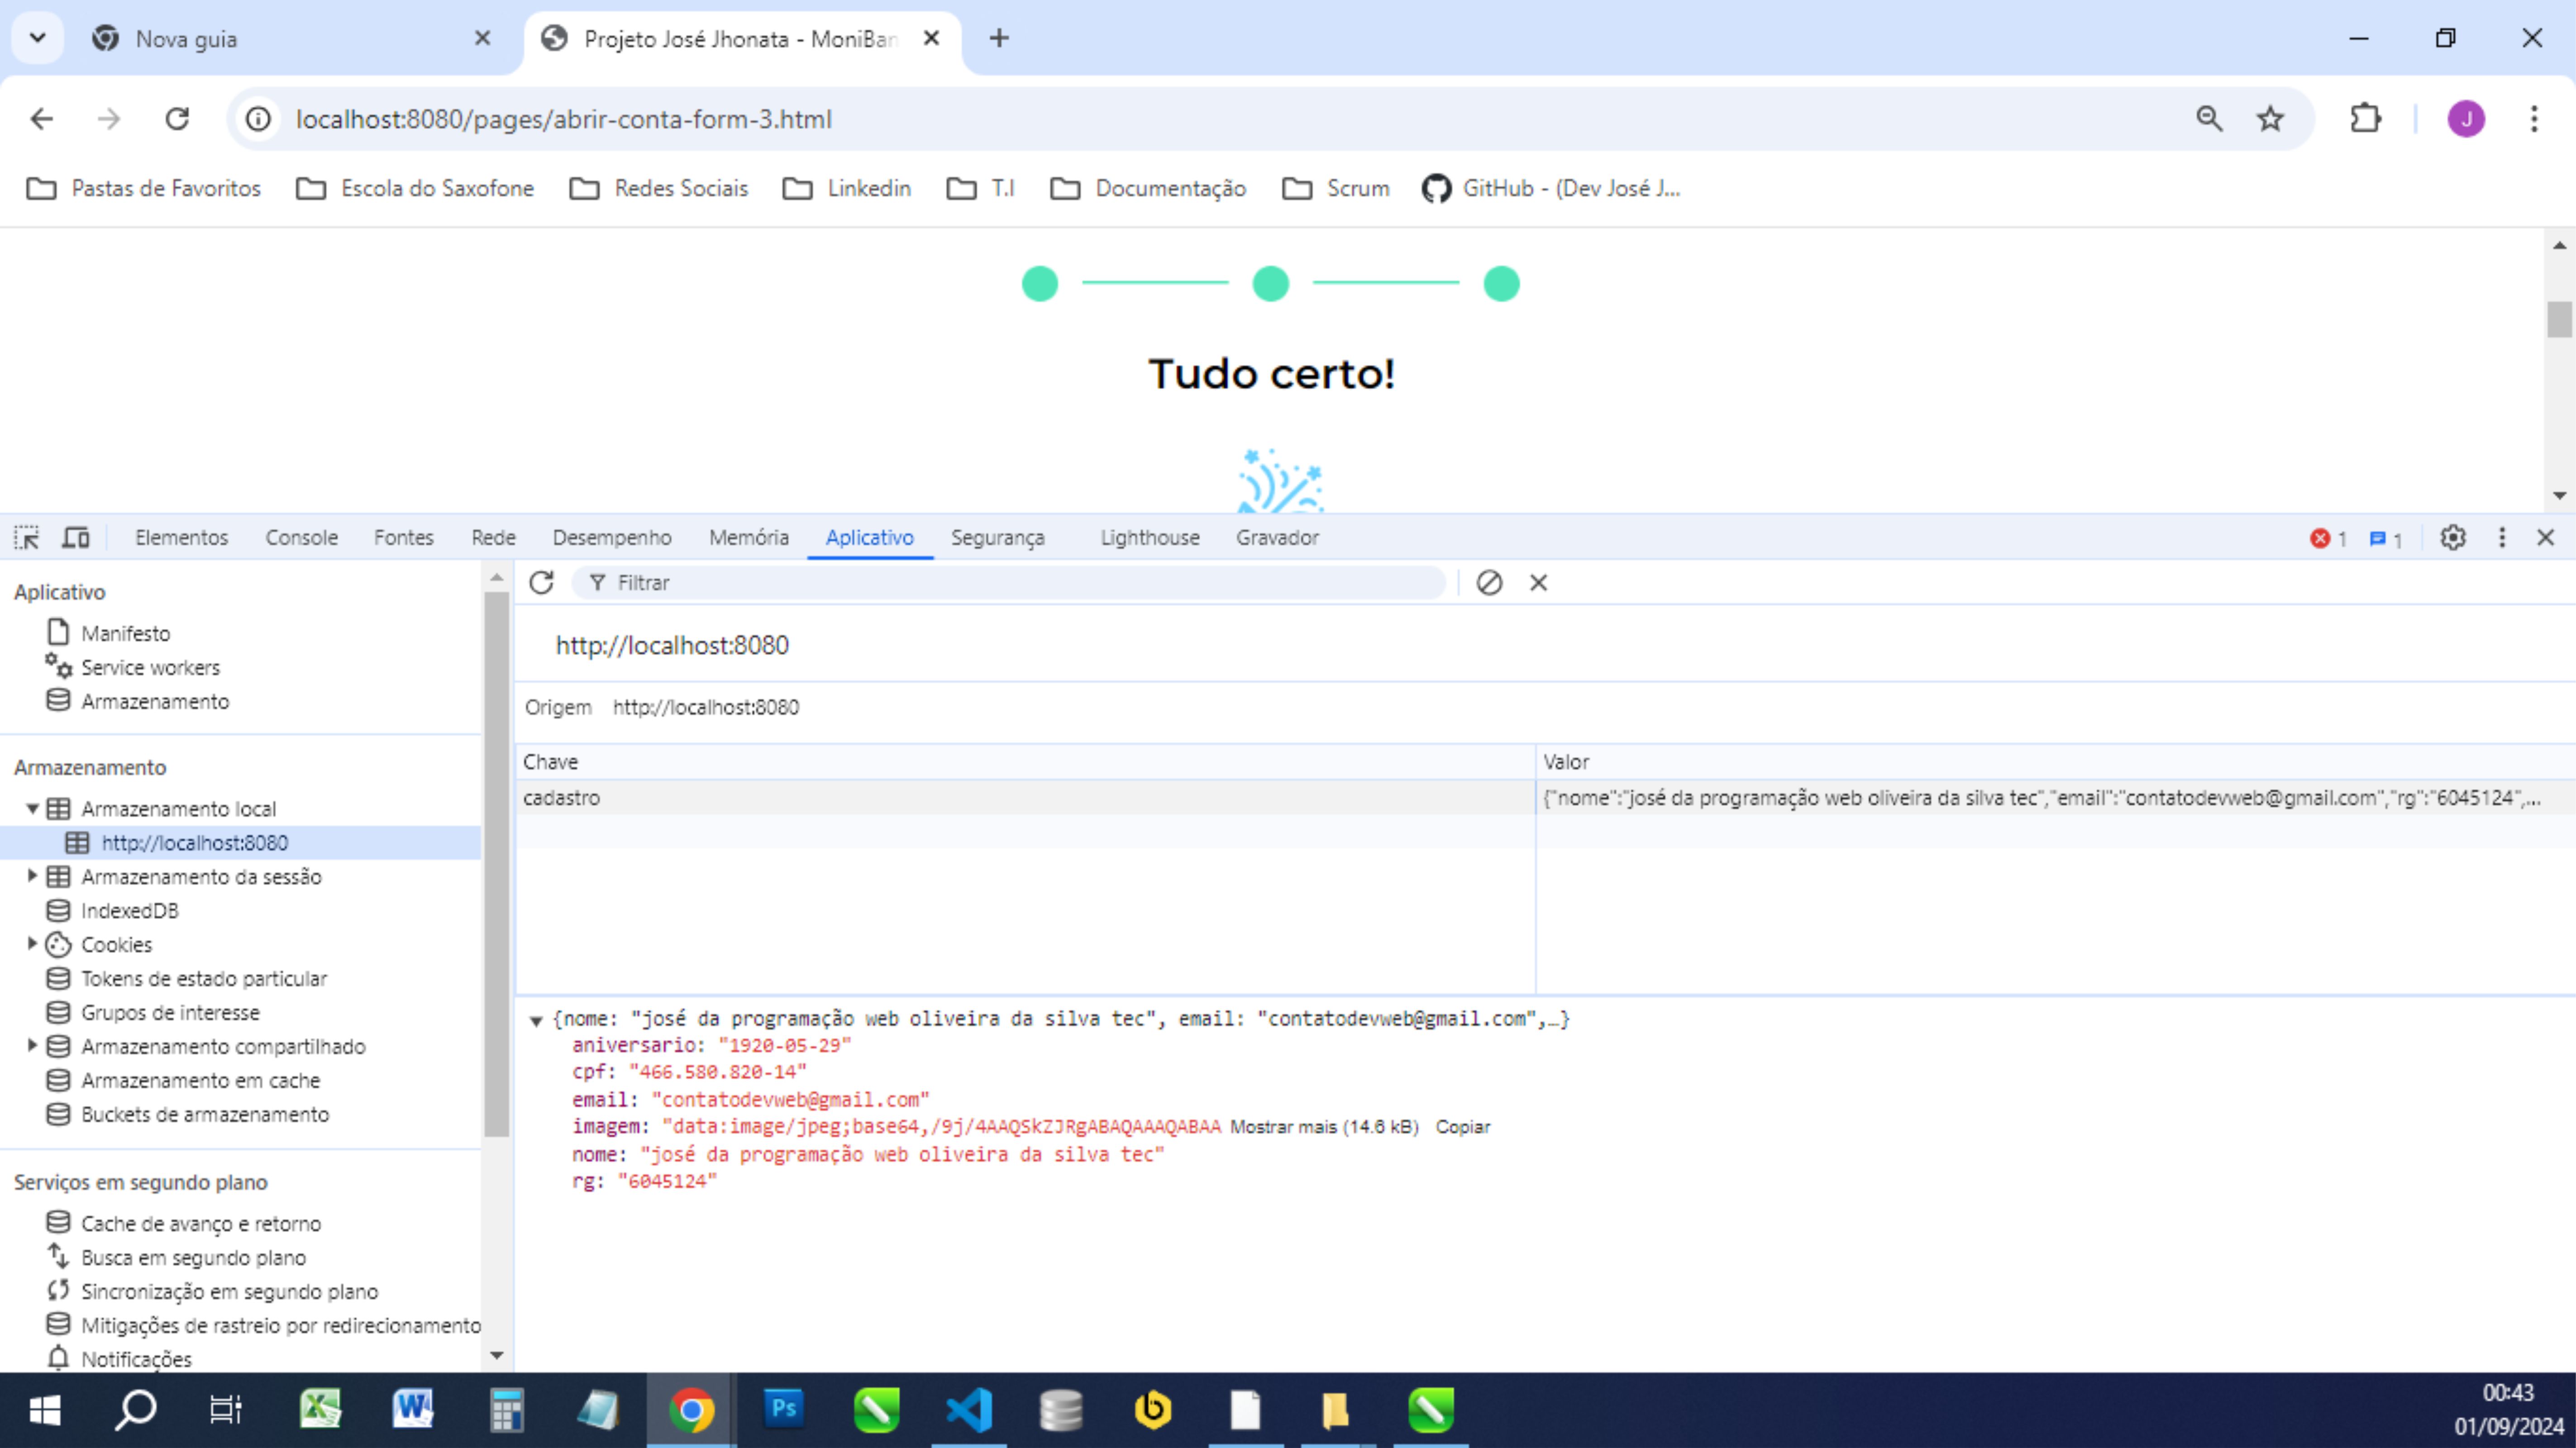 Nova guia
Projeto José Jhonata - MoniBan
localhost:8080/pages/abrir-conta-form-3.html
J
Pastas de Favoritos
Escola do Saxofone
Redes Sociais
Linkedin
T.I
Documentação
Scrum
GitHub - (Dev José J...
Tudo certo!
Elementos
Console
Fontes
Rede
Desempenho
Memória
Aplicativo
Segurança
Lighthouse
Gravador
1
1
Aplicativo
Manifesto
Service workers
Armazenamento
Armazenamento
Armazenamento local
http://localhost:8080
Armazenamento da sessão
IndexedDB
Cookies
Tokens de estado particular
Grupos de interesse
Armazenamento compartilhado
Armazenamento em cache
Buckets de armazenamento
Serviços em segundo plano
Cache de avanço e retorno
Busca em segundo plano
Sincronização em segundo plano
Mitigações de rastreio por redirecionamento
Notificações
Filtrar
http://localhost:8080
Origem http://localhost:8080
Chave Valor
cadastro {"nome":"josé da programação web oliveira da silva tec","email":"contatodevweb@gmail.com","rg":"6045124",...
{nome: "josé da programação web oliveira da silva tec", email: "contatodevweb@gmail.com",…}
aniversario: "1920-05-29"
cpf: "466.580.820-14"
email: "contatodevweb@gmail.com"
imagem: "data:image/jpeg;base64,/9j/4AAQSkZJRgABAQAAAQABAA Mostrar mais (14.6 kB) Copiar
nome: "josé da programação web oliveira da silva tec"
rg: "6045124"
Ps
00:43
01/09/2024